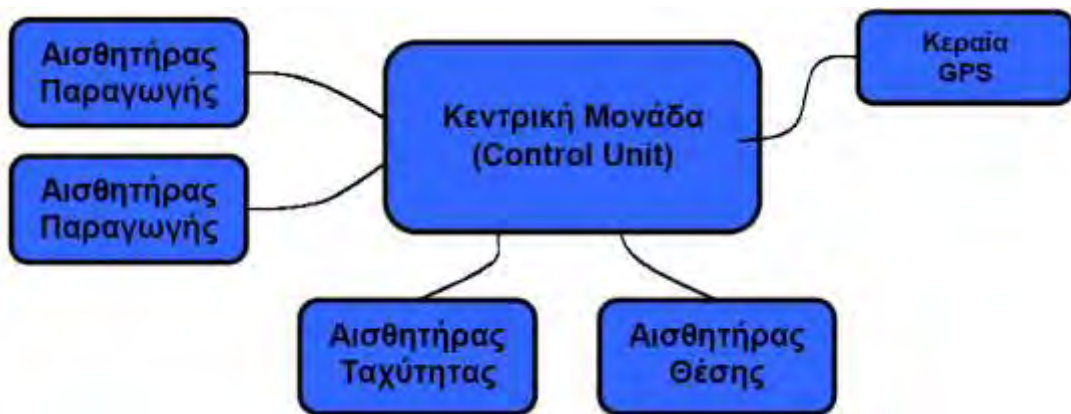 Αισθητήρας
Παραγωγής
Κεντρική Μονάδα
(Control Unit)
Κεραία
GPS
Αισθητήρας
Παραγωγής
Αισθητήρας
Ταχύτητας
Αισθητήρας
Θέσης